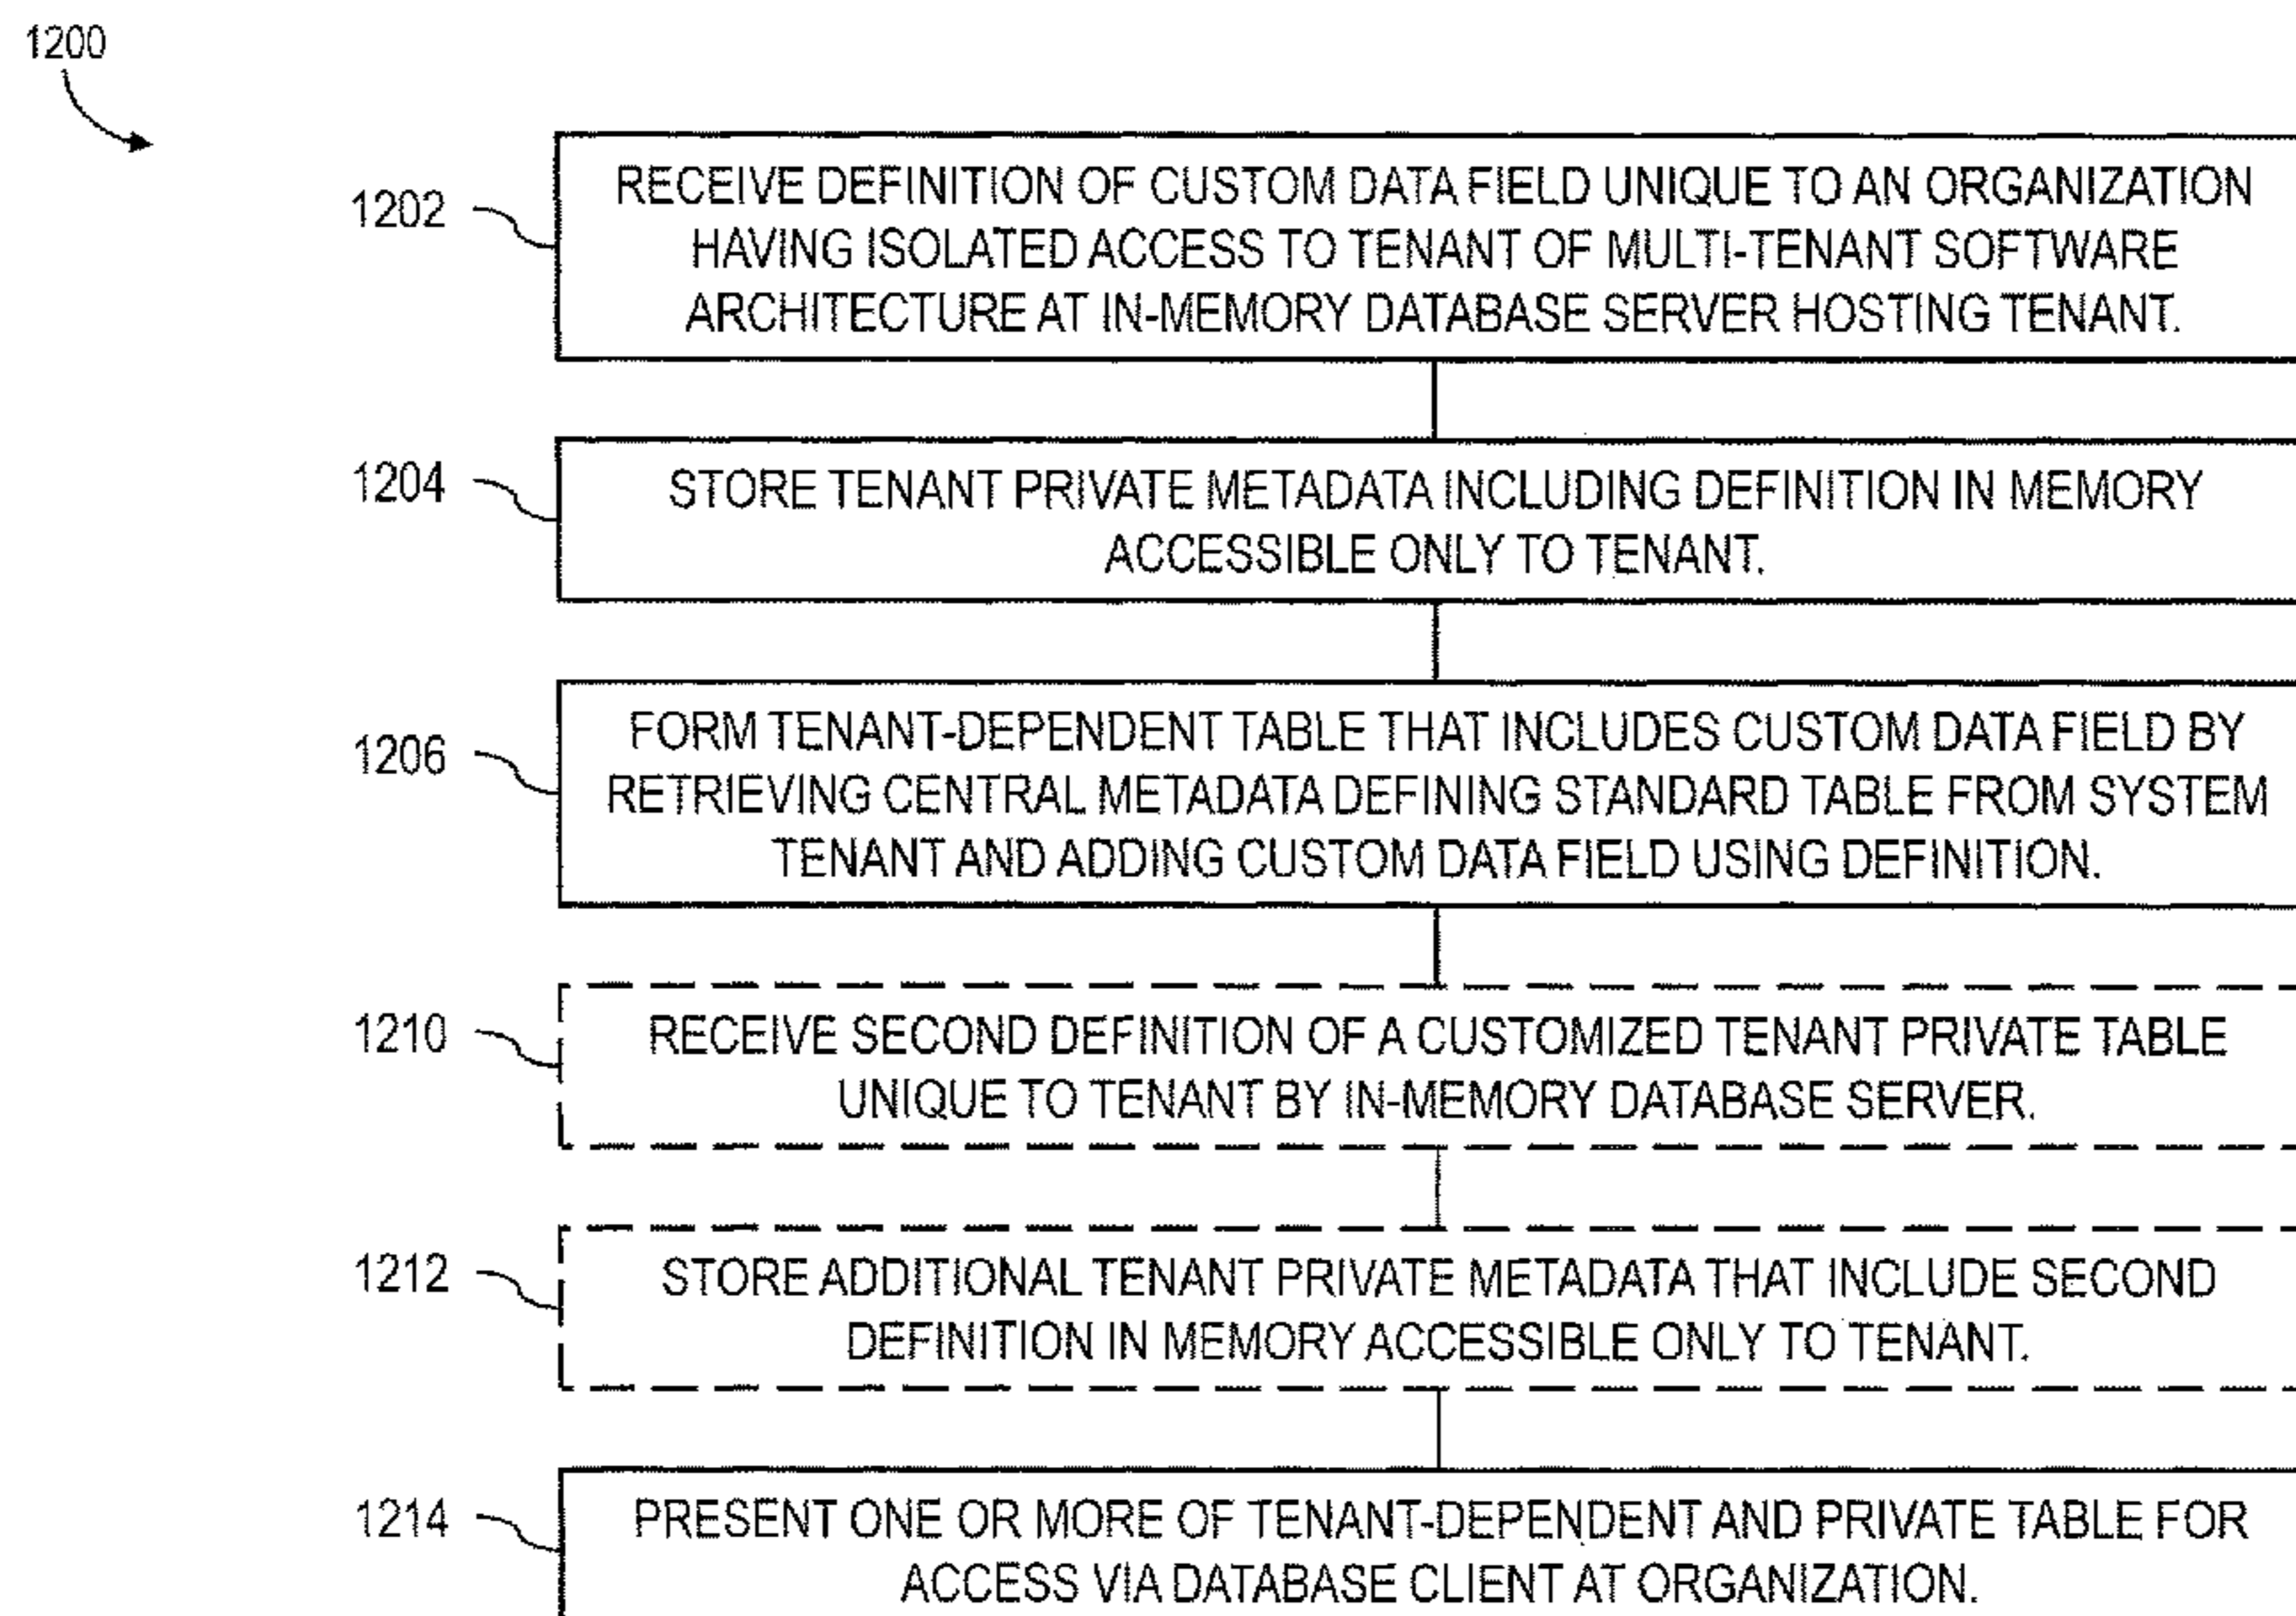 1200
1202
RECEIVE DEFINITION OF CUSTOM DATA FIELD UNIQUE TO AN ORGANIZATION
HAVING ISOLATED ACCESS TO TENANT OF MULTI-TENANT SOFTWARE
ARCHITECTURE AT IN-MEMORY DATABASE SERVER HOSTING TENANT.
1204
STORE TENANT PRIVATE METADATA INCLUDING DEFINITION IN MEMORY
ACCESSIBLE ONLY TO TENANT.
1206
FORM TENANT-DEPENDENT TABLE THAT INCLUDES CUSTOM DATA FIELD BY
RETRIEVING CENTRAL METADATA DEFINING STANDARD TABLE FROM SYSTEM
TENANT AND ADDING CUSTOM DATA FIELD USING DEFINITION.
1210
RECEIVE SECOND DEFINITION OF A CUSTOMIZED TENANT PRIVATE TABLE
UNIQUE TO TENANT BY IN-MEMORY DATABASE SERVER.
1212
STORE ADDITIONAL TENANT PRIVATE METADATA THAT INCLUDE SECOND
DEFINITION IN MEMORY ACCESSIBLE ONLY TO TENANT.
1214
PRESENT ONE OR MORE OF TENANT-DEPENDENT AND PRIVATE TABLE FOR
ACCESS VIA DATABASE CLIENT AT ORGANIZATION.